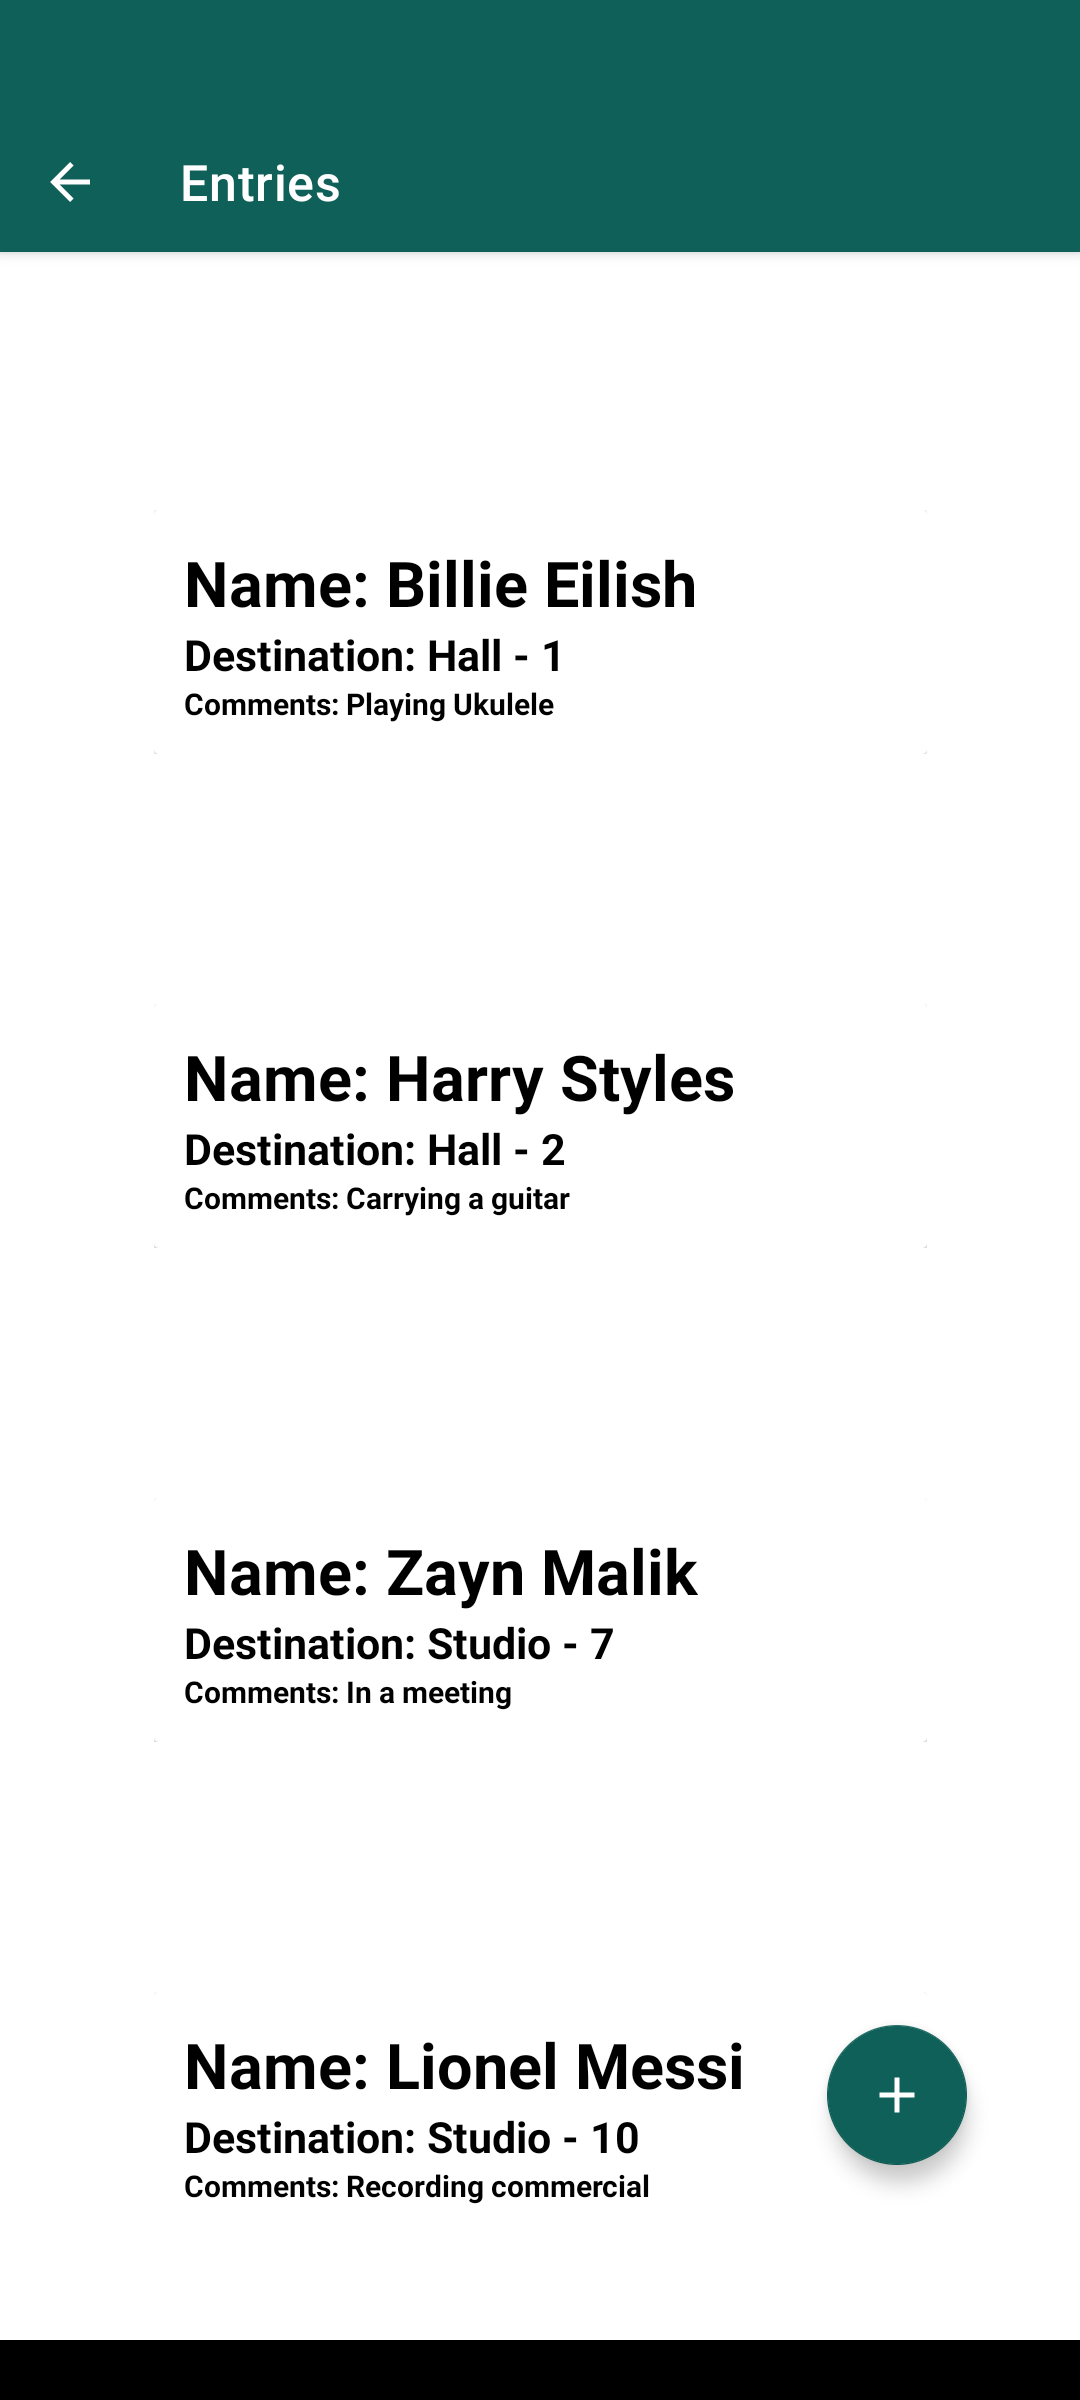 Entries
Name: Billie Eilish
Destination: Hall - 1
Comments: Playing Ukulele
Name: Harry Styles
Destination: Hall - 2
Comments: Carrying a guitar
Name: Zayn Malik
Destination: Studio - 7
Comments: In a meeting
Name: Lionel Messi
Destination: Studio - 10
Comments: Recording commercial